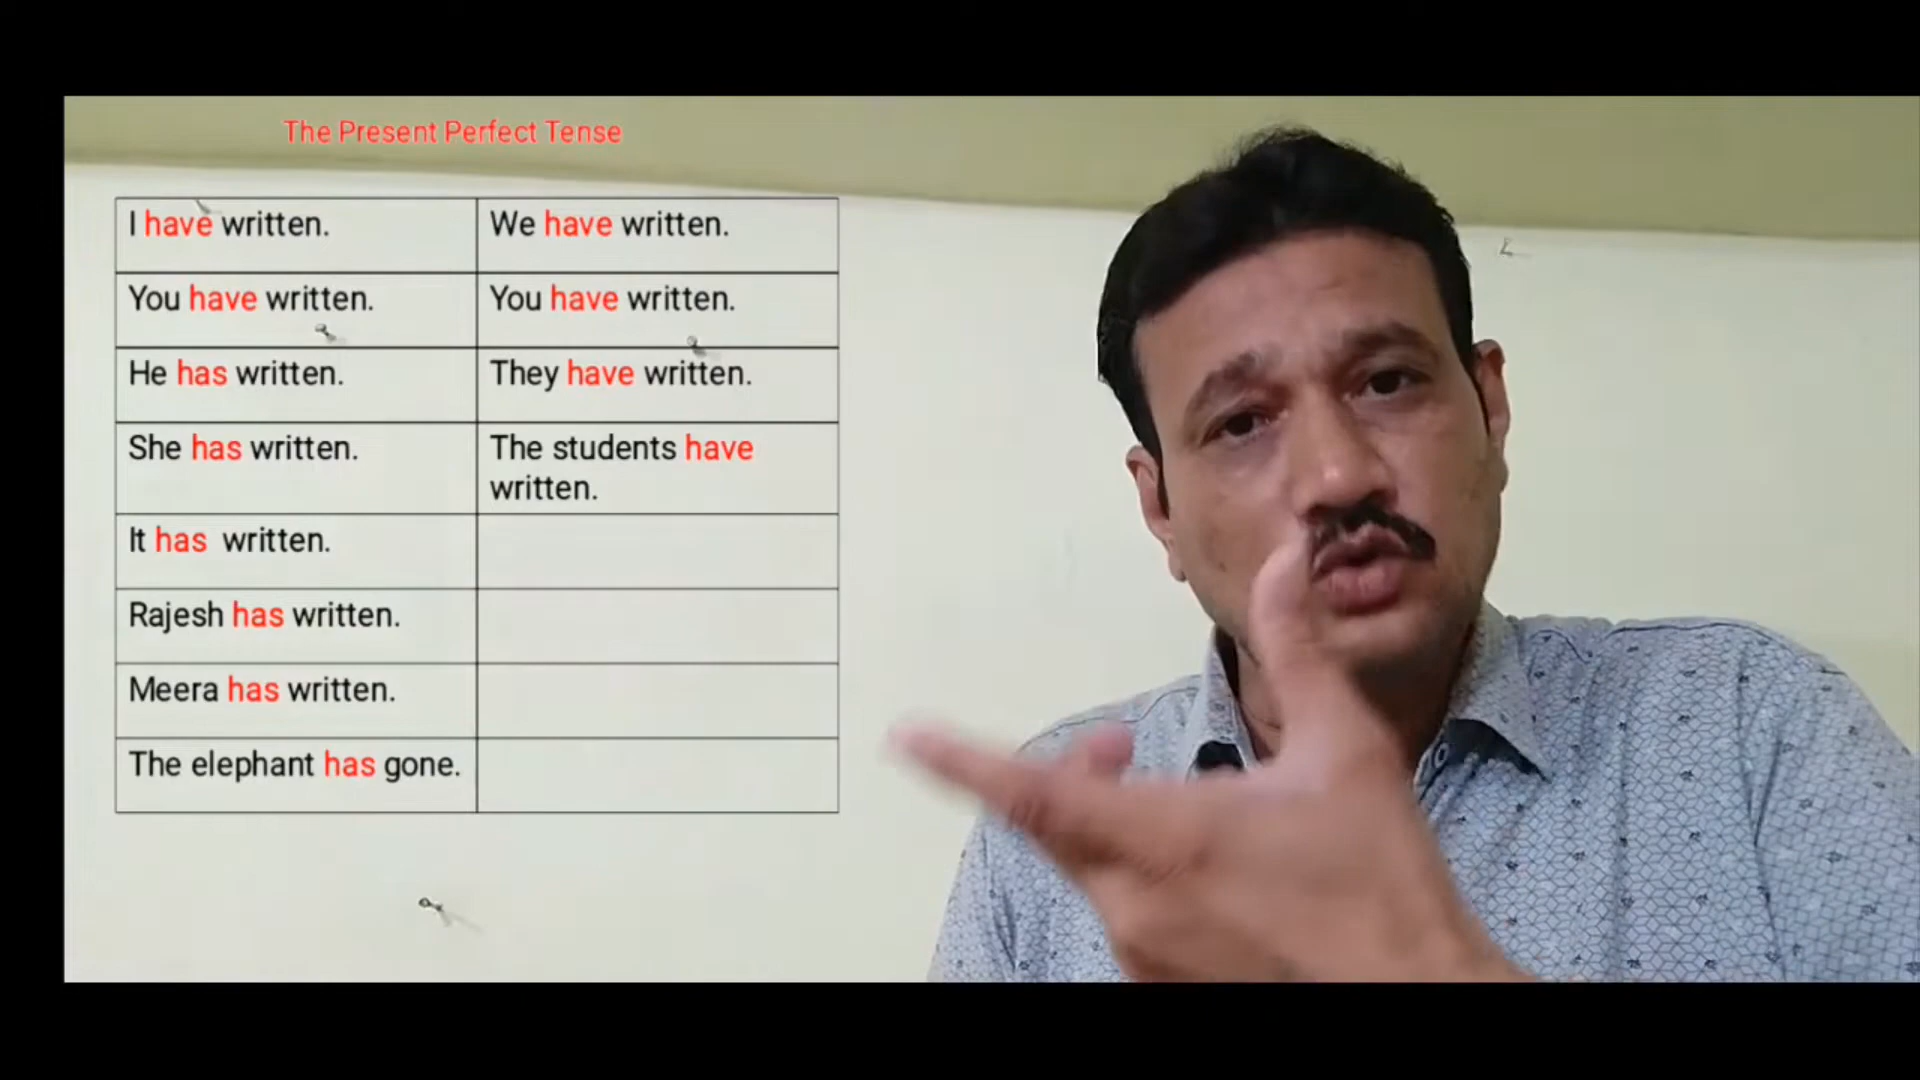 The Present Perfect Tense
I have written.
We have written.
You have written.
You have written.
He has written.
They have written.
She has written.
The students have
written.
It has  written.
Rajesh has written.
Meera has written.
The elephant has gone.